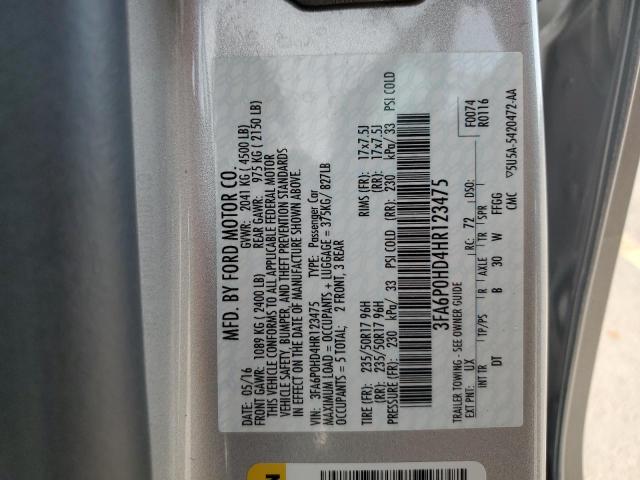 MFD. BY FORD MOTOR CO.
DATE: 05/16 GVWR: 2041 KG ( 4500 LB)
FRONT GAWR: 1089 KG ( 2400 LB) REAR GAWR: 975 KG ( 2150 LB)
THIS VEHICLE CONFORMS TO ALL APPLICABLE FEDERAL MOTOR
VEHICLE SAFETY, BUMPER, AND THEFT PREVENTION STANDARDS
IN EFFECT ON THE DATE OF MANUFACTURE SHOWN ABOVE.
VIN: 3FA6P0HD4HR123475 TYPE: Passenger Car
MAXIMUM LOAD = OCCUPANTS + LUGGAGE = 375KG/ 827LB
OCCUPANTS = 5 TOTAL; 2 FRONT, 3 REAR
TIRE (FR): 235/50R17 96H RIMS (FR): 17x7.5J
TIRE (RR): 235/50R17 96H RIMS (RR): 17x7.5J
PRESSURE (FR): 230 kPa/ 33 PSI COLD (RR): 230 kPa/ 33 PSI COLD
3FA6P0HD4HR123475
TRAILER TOWING - SEE OWNER GUIDE
F0074
R0116
EXT PNT: UX RC: 72 DSO:
INT TR TP/PS R AXLE TR SPR
DT B 30 W FFGG
CMC 5U5A-5420472-AA
N